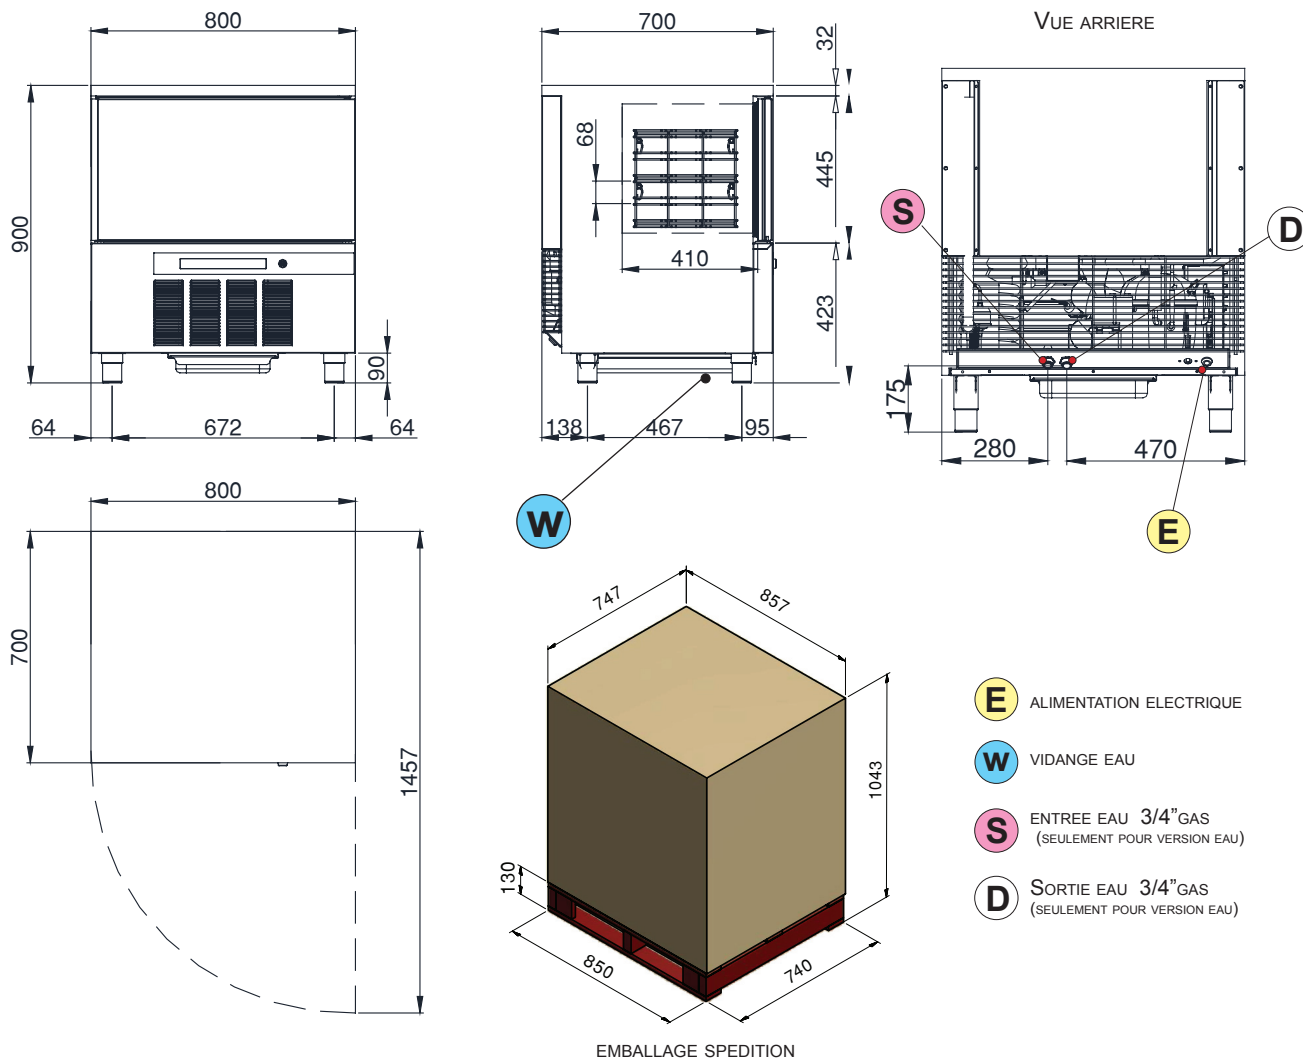 800
900
90
64
672
64
700
32
68
445
410
423
138
467
95
W
VUE ARRIERE
S
D
175
280
470
E
800
700
1457
747
857
1043
130
850
740
EMBALLAGE SPEDITION
E ALIMENTATION ELECTRIQUE
W VIDANGE EAU
S ENTREE EAU 3/4”GAS
(SEULEMENT POUR VERSION EAU)
D SORTIE EAU 3/4”GAS
(SEULEMENT POUR VERSION EAU)